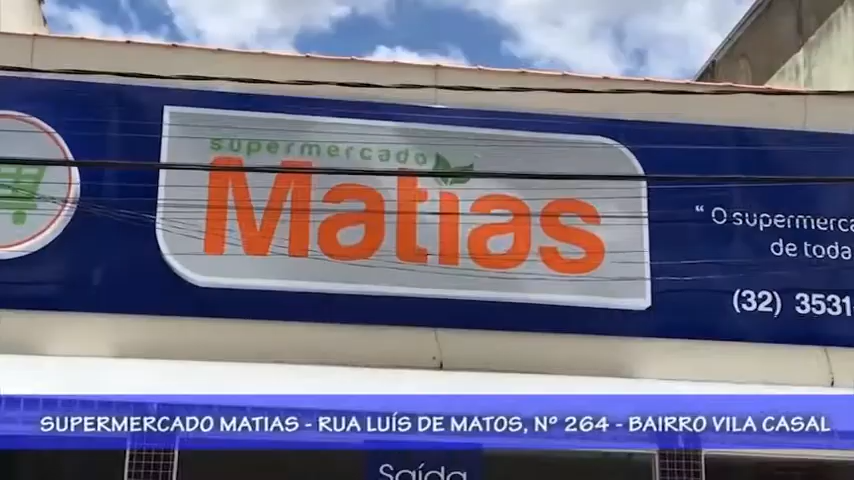 supermercado
Matias
“ O supermerca
de toda
(32) 3531
SUPERMERCADO MATIAS - RUA LUÍS DE MATOS, Nº 264 - BAIRRO VILA CASAL
Saída